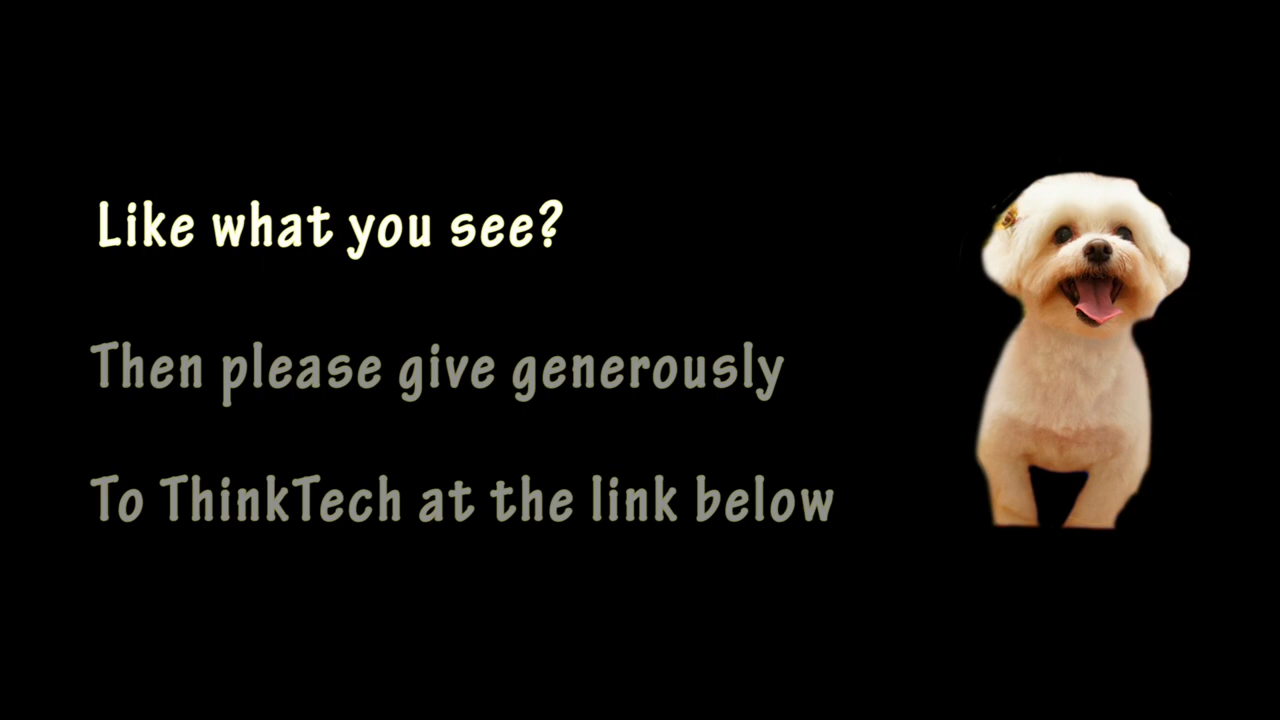 Like what you see?
Then please give generously
To ThinkTech at the link below